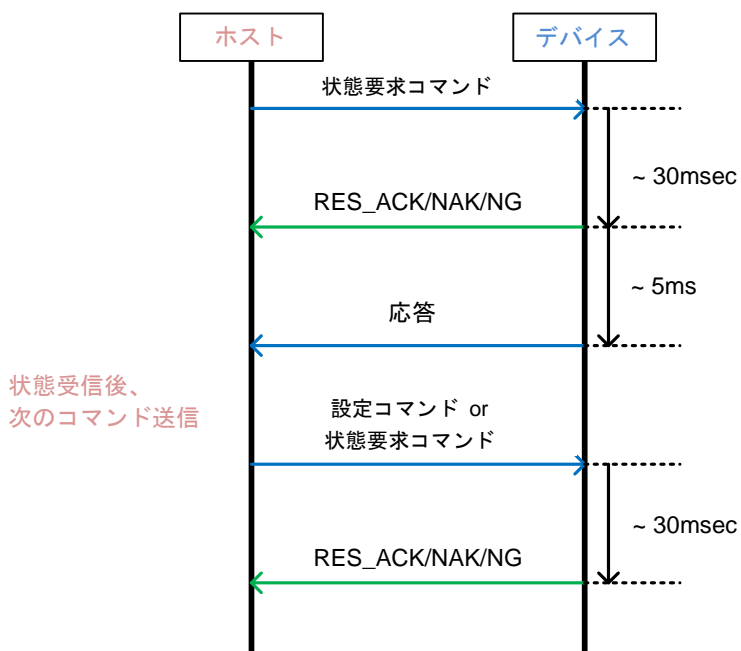 ホスト
デバイス
状態要求コマンド
~ 30msec
RES_ACK/NAK/NG
~ 5ms
応答
状態受信後、
次のコマンド送信
設定コマンド or
状態要求コマンド
~ 30msec
RES_ACK/NAK/NG